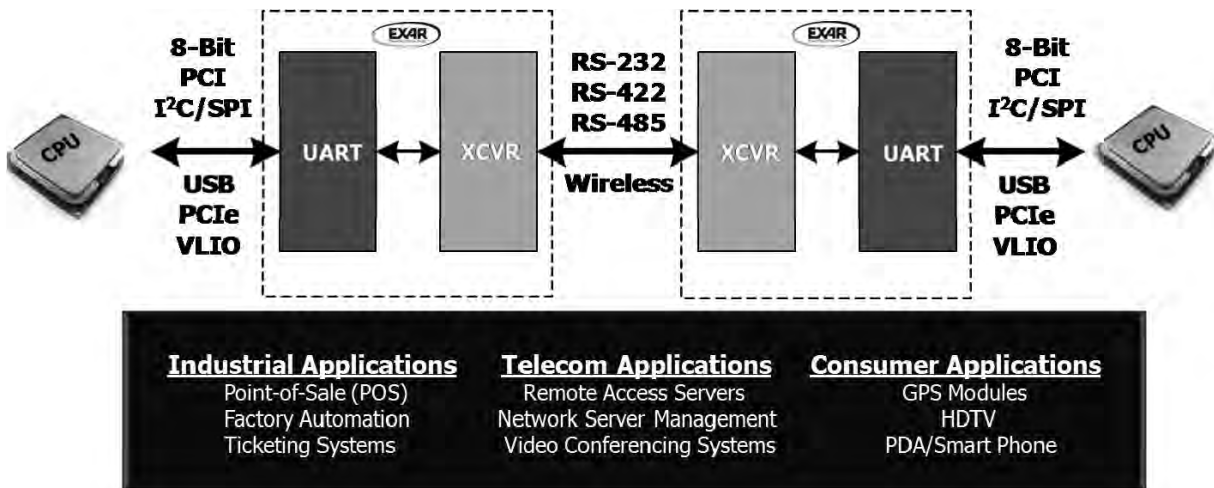 EXAR
EXAR
8-Bit
PCI
I²C/SPI
USB
PCIe
VLIO
CPU
UART
XCVR
RS-232
RS-422
RS-485
Wireless
XCVR
UART
8-Bit
PCI
I²C/SPI
USB
PCIe
VLIO
CPU
Industrial Applications
Point-of-Sale (POS)
Factory Automation
Ticketing Systems
Telecom Applications
Remote Access Servers
Network Server Management
Video Conferencing Systems
Consumer Applications
GPS Modules
HDTV
PDA/Smart Phone